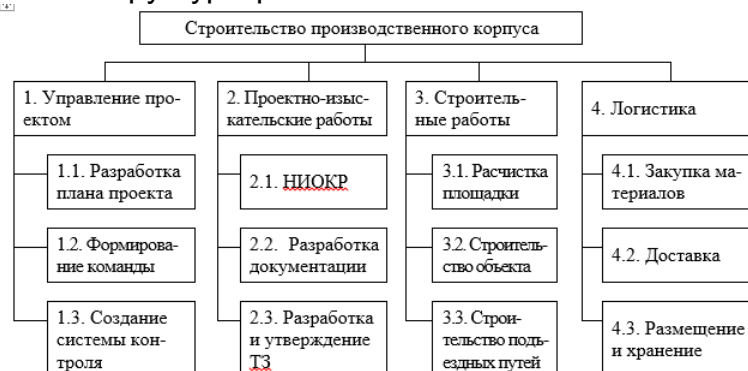 Строительство производственного корпуса
1. Управление про-
ектом
1.1. Разработка
плана проекта
1.2. Формирова-
ние команды
1.3. Создание
системы кон-
троля
2. Проектно-изыс-
кательские работы
2.1. НИОКР
2.2. Разработка
документации
2.3. Разработка
и утверждение
ТЗ
3. Строитель-
ные работы
3.1. Расчистка
площадки
3.2. Строитель-
ство объекта
3.3. Строи-
тельство подъ-
ездных путей
4. Логистика
4.1. Закупка ма-
териалов
4.2. Доставка
4.3. Размещение
и хранение